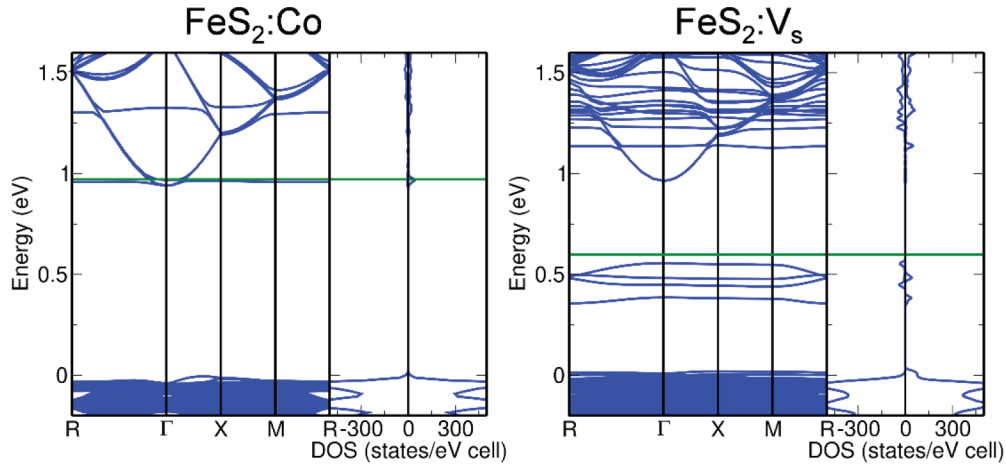 FeS2:Co
FeS2:Vs
Energy (eV)
1.5
1
0.5
0
R Γ X M R -300 0 300
DOS (states/eV cell)
Energy (eV)
1.5
1
0.5
0
R Γ X M R -300 0 300
DOS (states/eV cell)